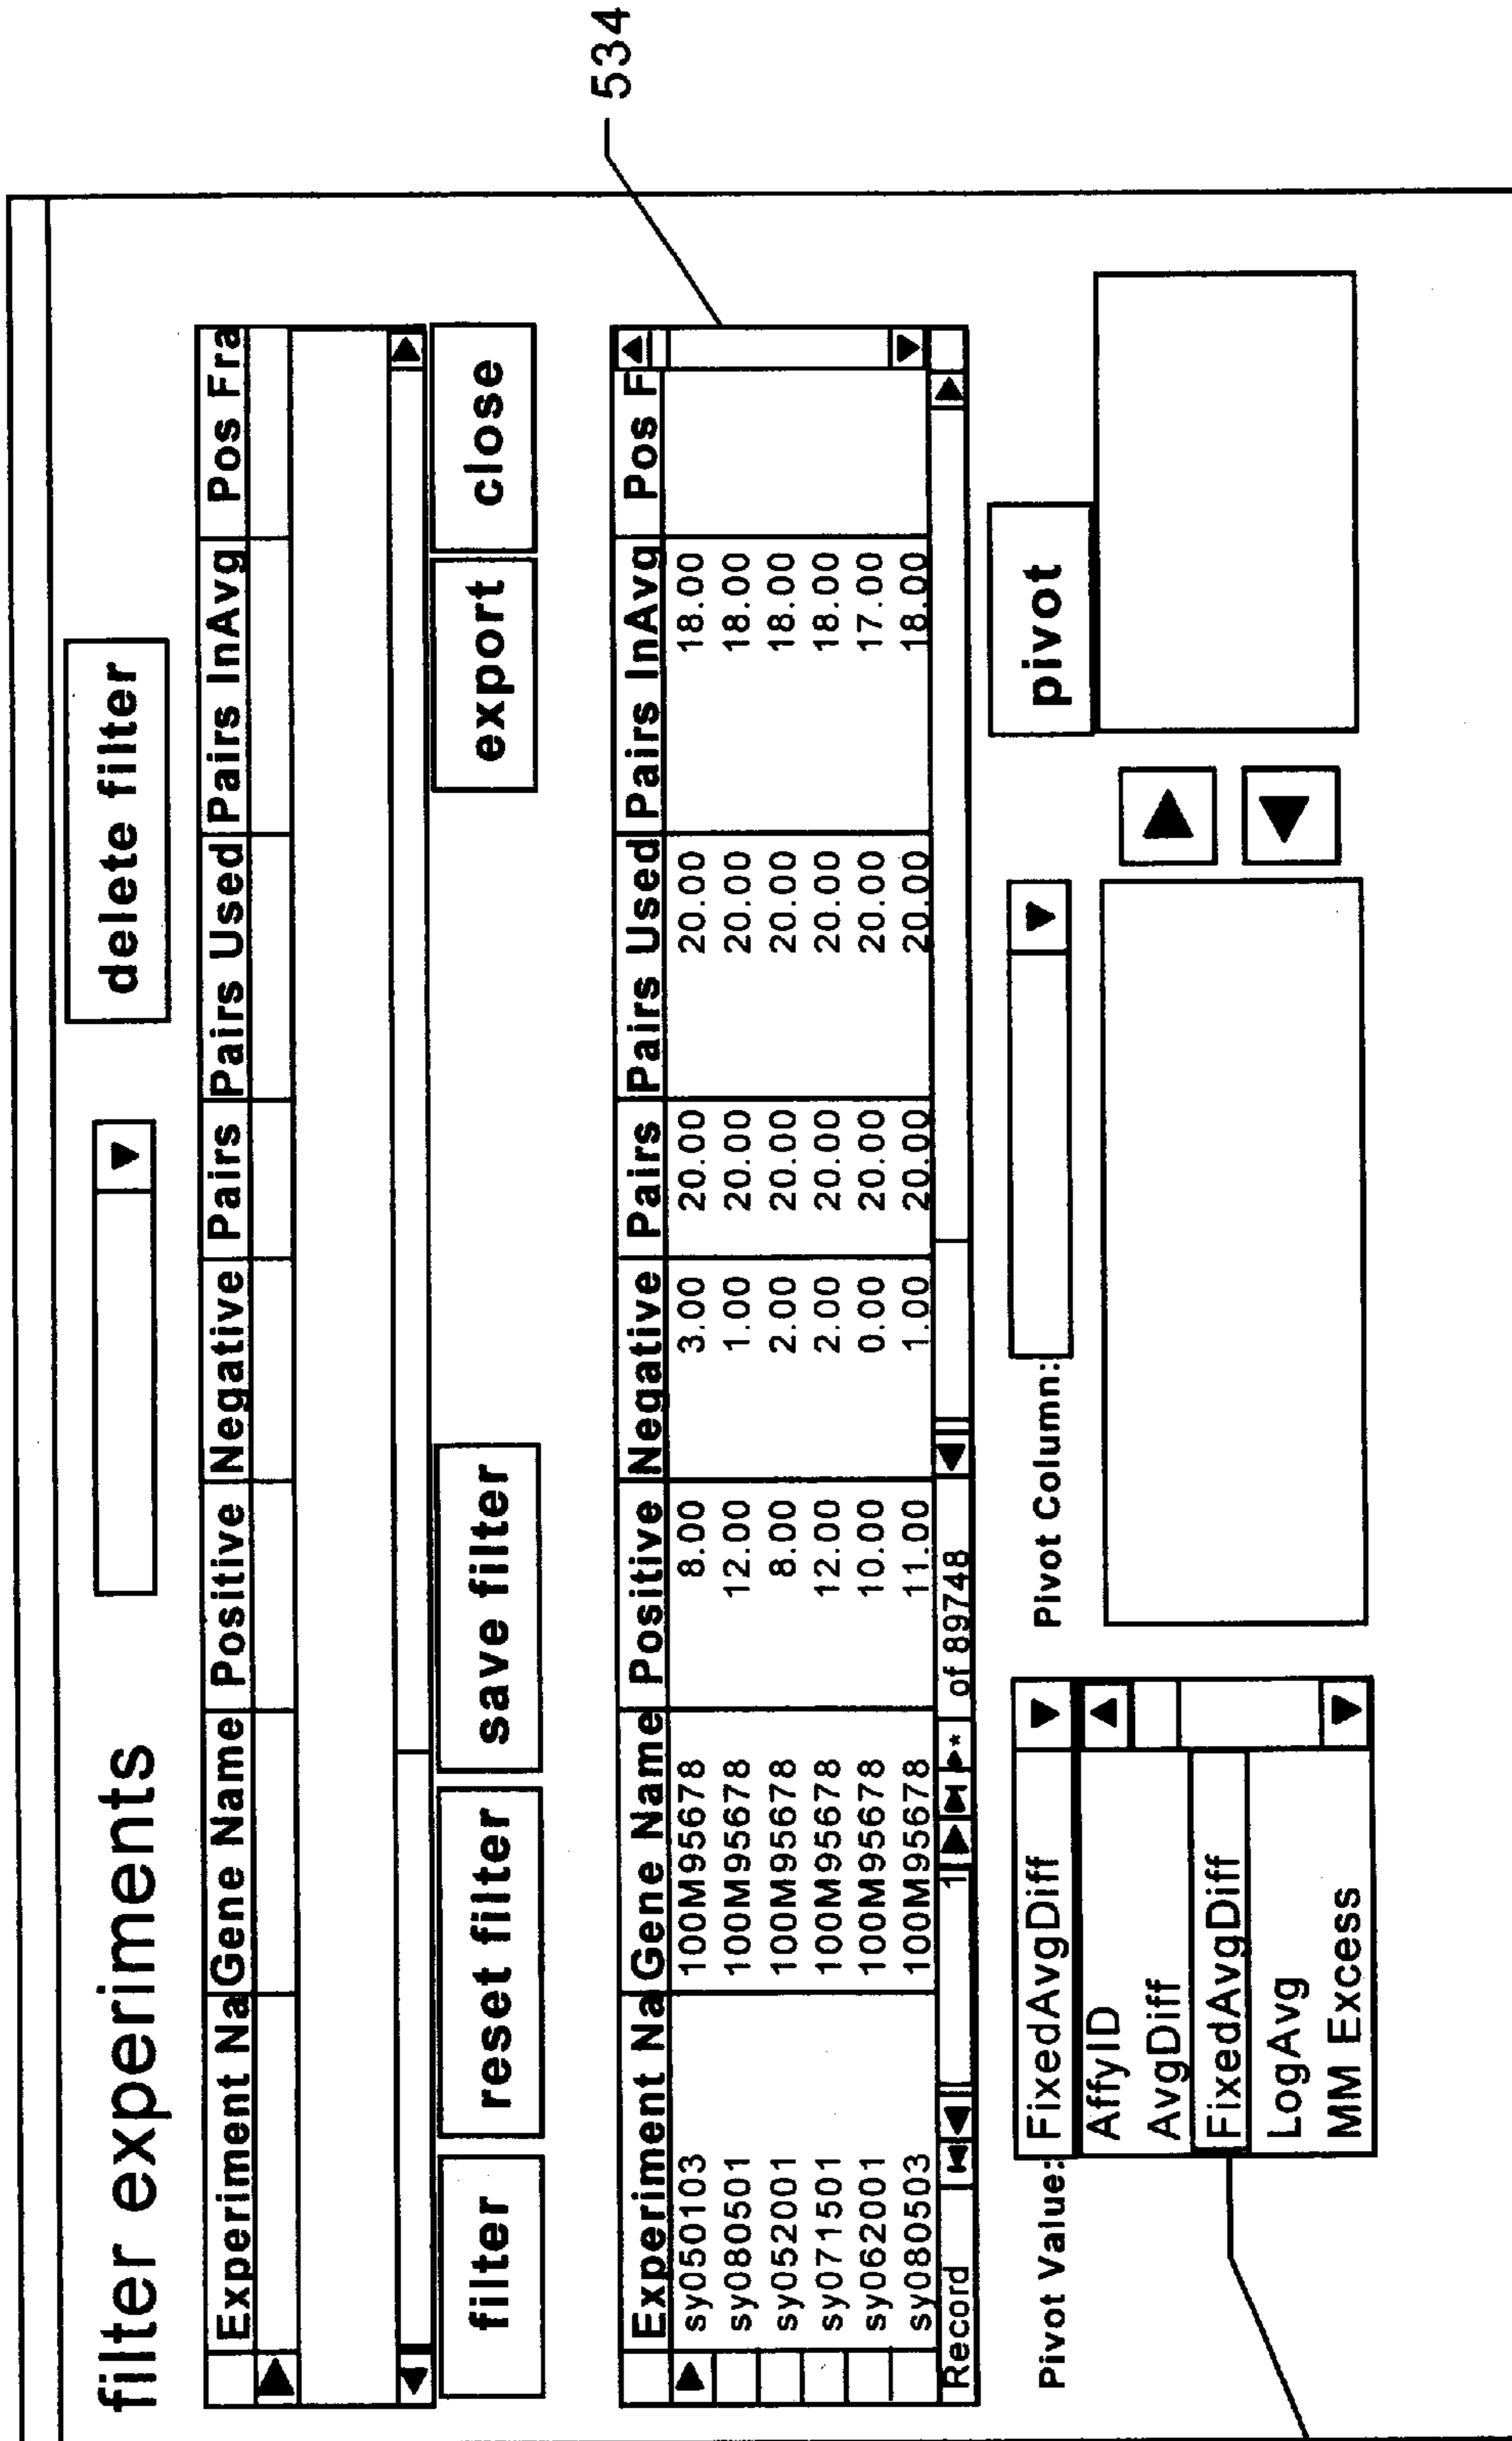 filter experiments
delete filter
Experiment Na Gene Name Positive Negative Pairs Pairs Used Pairs InAvg Pos Fra
filter reset filter save filter export close
534
Experiment Na Gene Name Positive Negative Pairs Pairs Used Pairs InAvg Pos F
sy050103 100M95678 8.00 3.00 20.00 20.00 18.00
sy080501 100M95678 12.00 1.00 20.00 20.00 18.00
sy052001 100M95678 8.00 2.00 20.00 20.00 18.00
sy071501 100M95678 12.00 2.00 20.00 20.00 18.00
sy062001 100M95678 10.00 0.00 20.00 20.00 17.00
sy080503 100M95678 11.00 1.00 20.00 20.00 18.00
Record 1 * of 89748
Pivot Value: FixedAvgDiff Pivot Column: pivot
AffyID
AvgDiff
FixedAvgDiff
LogAvg
MM Excess